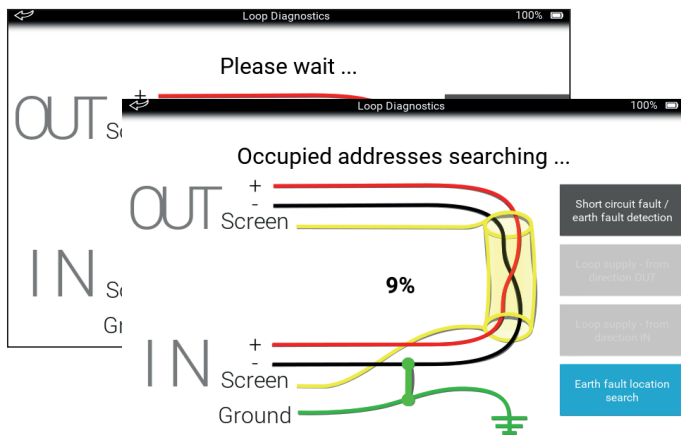 Loop Diagnostics 100%
Please wait ...
+
OUT
Sc
IN
Sc
Gr
Loop Diagnostics 100%
Occupied addresses searching ...
+
-
OUT
Screen
9%
+
-
IN
Screen
Ground
Short circuit fault /
earth fault detection
Loop supply - from
direction OUT
Loop supply - from
direction IN
Earth fault location
search